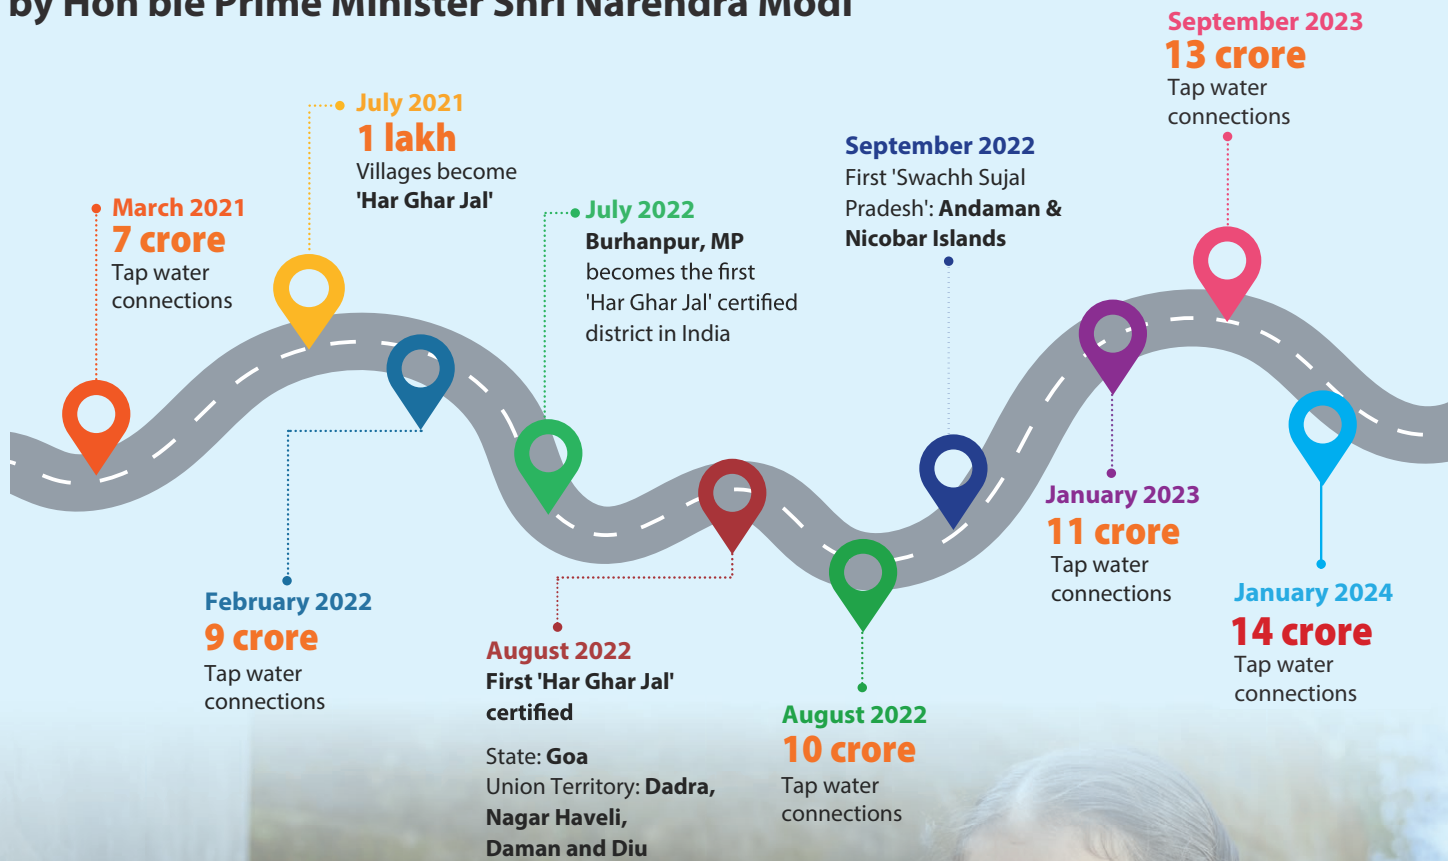 by Hon'ble Prime Minister Shri Narendra Modi
March 2021
7 crore
Tap water
connections
July 2021
1 lakh
Villages become
'Har Ghar Jal'
February 2022
9 crore
Tap water
connections
July 2022
Burhanpur, MP
becomes the first
'Har Ghar Jal' certified
district in India
August 2022
First 'Har Ghar Jal'
certified
State: Goa
Union Territory: Dadra,
Nagar Haveli,
Daman and Diu
August 2022
10 crore
Tap water
connections
September 2022
First 'Swachh Sujal
Pradesh': Andaman &
Nicobar Islands
January 2023
11 crore
Tap water
connections
September 2023
13 crore
Tap water
connections
January 2024
14 crore
Tap water
connections